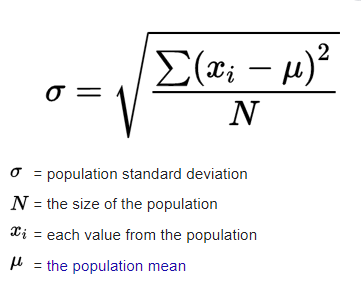 σ = √(∑(xᵢ − μ)² / N)
σ = population standard deviation
N = the size of the population
xᵢ = each value from the population
μ = the population mean